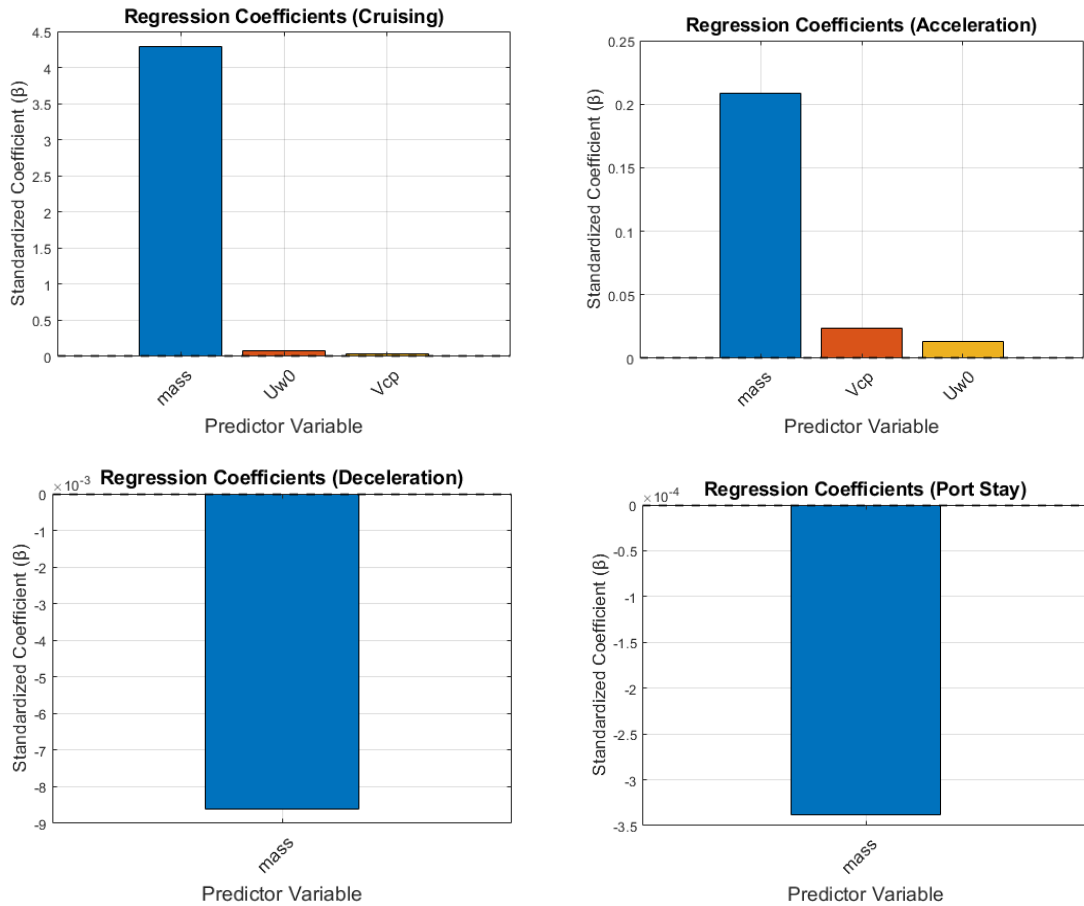 Regression Coefficients (Cruising)
Standardized Coefficient (β)
4.5
4
3.5
3
2.5
2
1.5
1
0.5
0
mass
Uw0
Vcp
Predictor Variable
Regression Coefficients (Acceleration)
Standardized Coefficient (β)
0.25
0.2
0.15
0.1
0.05
0
mass
Vcp
Uw0
Predictor Variable
Regression Coefficients (Deceleration)
×10⁻³
Standardized Coefficient (β)
0
-1
-2
-3
-4
-5
-6
-7
-8
-9
mass
Predictor Variable
Regression Coefficients (Port Stay)
×10⁻⁴
Standardized Coefficient (β)
0
-0.5
-1
-1.5
-2
-2.5
-3
-3.5
mass
Predictor Variable